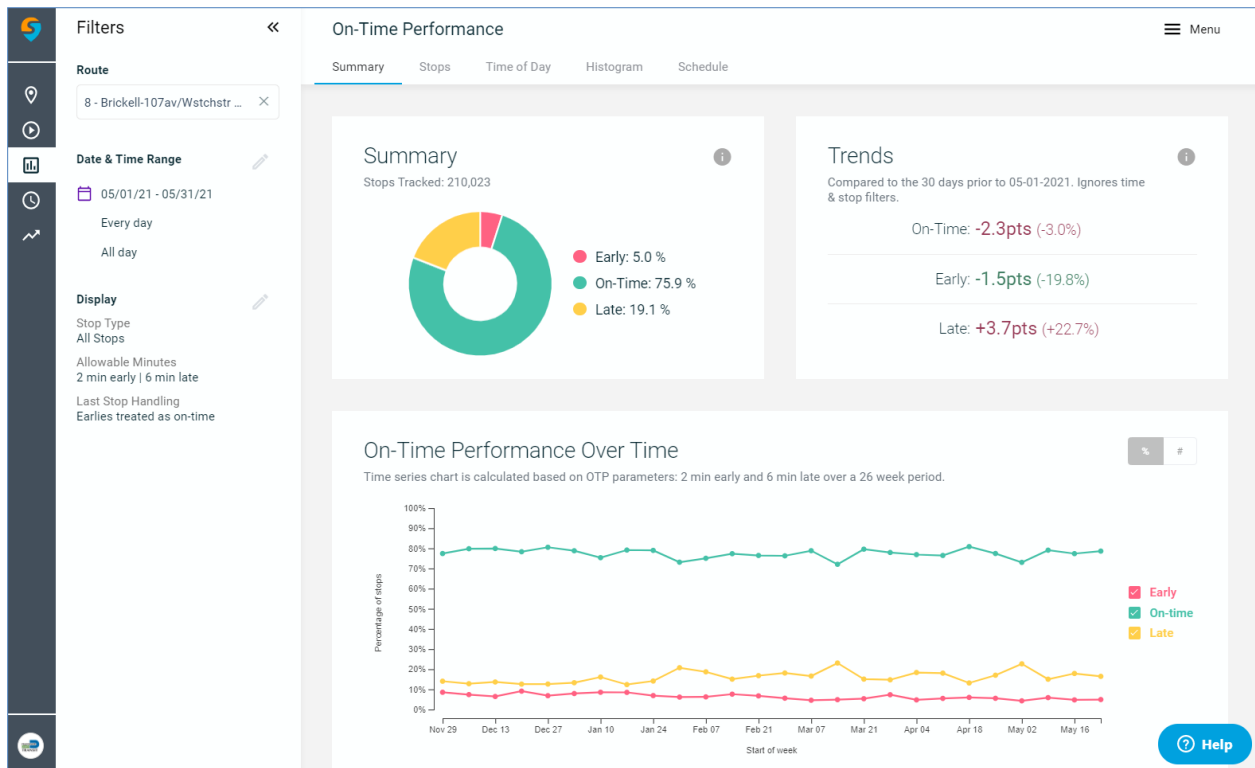 Filters
Route
8 - Brickell-107av/Wstchstr ...
Date & Time Range
05/01/21 - 05/31/21
Every day
All day
Display
Stop Type
All Stops
Allowable Minutes
2 min early | 6 min late
Last Stop Handling
Earlies treated as on-time
On-Time Performance
Menu
Summary Stops Time of Day Histogram Schedule
Summary
Stops Tracked: 210,023
Early: 5.0 %
On-Time: 75.9 %
Late: 19.1 %
Trends
Compared to the 30 days prior to 05-01-2021. Ignores time
& stop filters.
On-Time: -2.3pts (-3.0%)
Early: -1.5pts (-19.8%)
Late: +3.7pts (+22.7%)
On-Time Performance Over Time
% #
Time series chart is calculated based on OTP parameters: 2 min early and 6 min late over a 26 week period.
100%
90%
80%
70%
60%
50%
40%
30%
20%
10%
0%
Percentage of stops
Nov 29 Dec 13 Dec 27 Jan 10 Jan 24 Feb 07 Feb 21 Mar 07 Mar 21 Apr 04 Apr 18 May 02 May 16
Start of week
Early
On-time
Late
Help